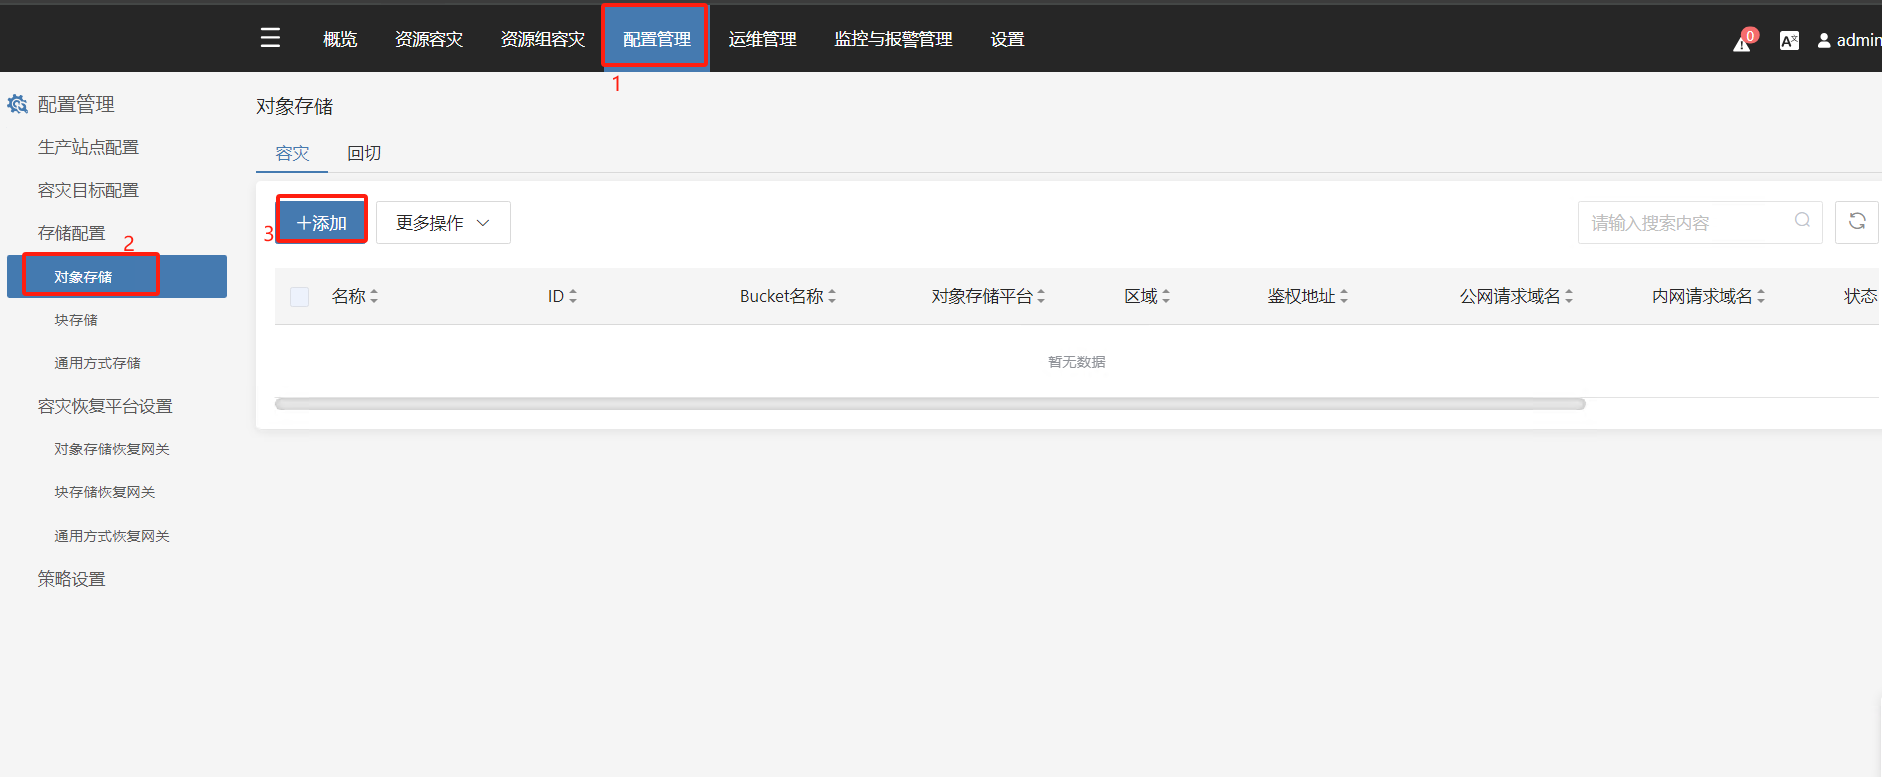 概览 资源容灾 资源组容灾 配置管理 运维管理 监控与报警管理 设置 0 A文 admin
1
配置管理
生产站点配置
容灾目标配置
存储配置
2
对象存储
块存储
通用方式存储
容灾恢复平台设置
对象存储恢复网关
块存储恢复网关
通用方式恢复网关
策略设置
对象存储
容灾 回切
3 +添加 更多操作 请输入搜索内容
名称 ID Bucket名称 对象存储平台 区域 鉴权地址 公网请求域名 内网请求域名 状态
暂无数据